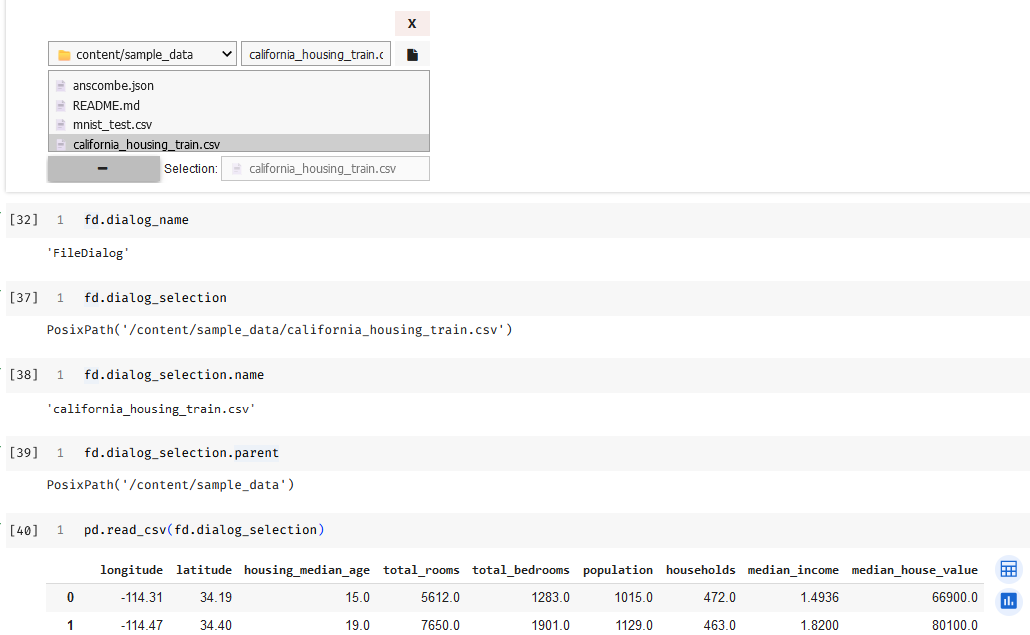 X
content/sample_data california_housing_train.c
anscombe.json
README.md
mnist_test.csv
california_housing_train.csv
Selection: california_housing_train.csv
[32] 1 fd.dialog_name
'FileDialog'
[37] 1 fd.dialog_selection
PosixPath('/content/sample_data/california_housing_train.csv')
[38] 1 fd.dialog_selection.name
'california_housing_train.csv'
[39] 1 fd.dialog_selection.parent
PosixPath('/content/sample_data')
[40] 1 pd.read_csv(fd.dialog_selection)
longitude latitude housing_median_age total_rooms total_bedrooms population households median_income median_house_value
0 -114.31 34.19 15.0 5612.0 1283.0 1015.0 472.0 1.4936 66900.0
1 -114.47 34.40 19.0 7650.0 1901.0 1129.0 463.0 1.8200 80100.0